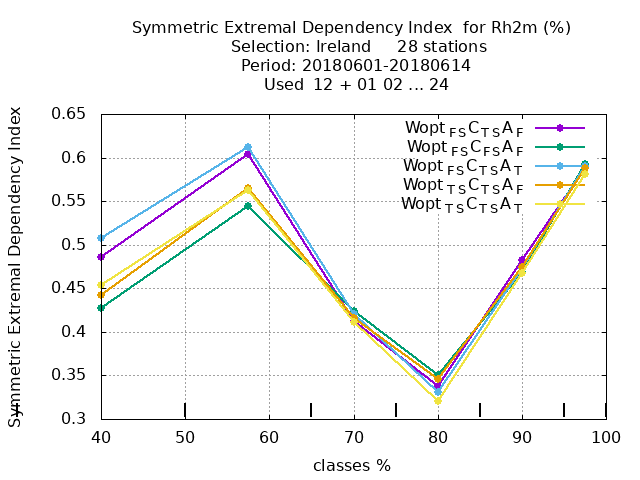 Symmetric Extremal Dependency Index for Rh2m (%)
Selection: Ireland 28 stations
Period: 20180601-20180614
Used 12 + 01 02 ... 24
Symmetric Extremal Dependency Index
0.65
0.6
0.55
0.5
0.45
0.4
0.35
0.3
Wopt FS C TS A F
Wopt FS C FS A F
Wopt FS C TS A T
Wopt TS C TS A F
Wopt TS C TS A T
40 50 60 70 80 90 100
classes %